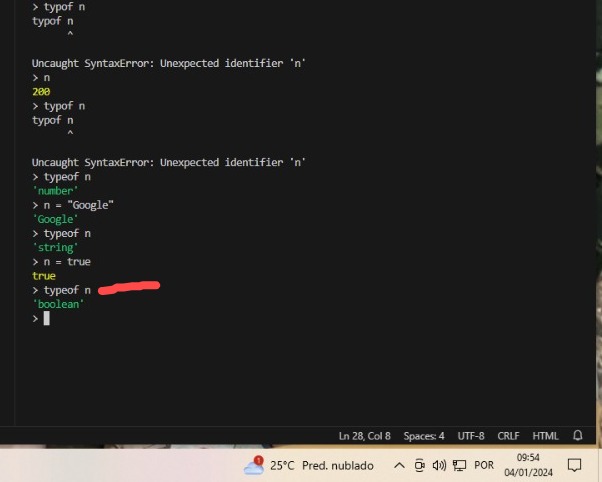 > typof n
typof n
^
Uncaught SyntaxError: Unexpected identifier 'n'
> n
200
> typof n
typof n
^
Uncaught SyntaxError: Unexpected identifier 'n'
> typeof n
'number'
> n = "Google"
'Google'
> typeof n
'string'
> n = true
true
> typeof n
'boolean'
>
Ln 28, Col 8 Spaces: 4 UTF-8 CRLF HTML
1 25°C Pred. nublado POR 09:54
04/01/2024